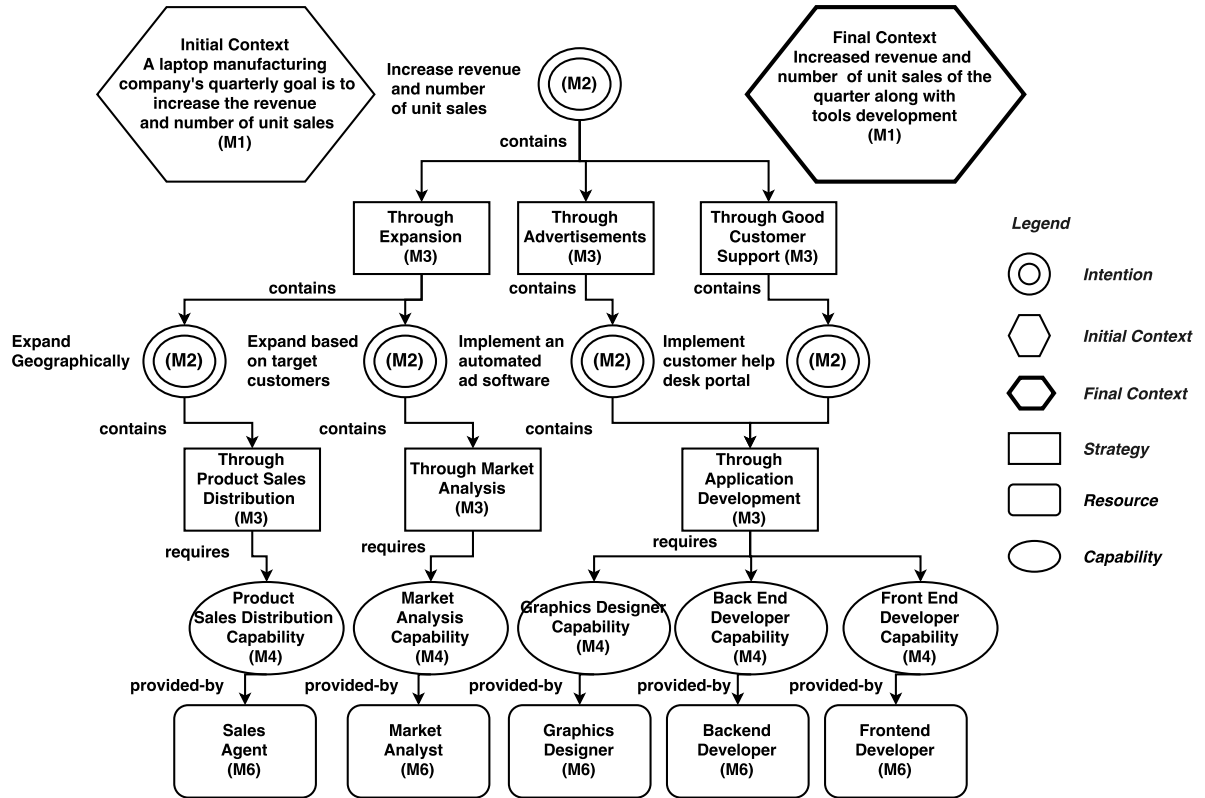 Initial Context
A laptop manufacturing
company's quarterly goal is to
increase the revenue
and number of unit sales
(M1)
Increase revenue
and number
of unit sales
(M2)
Final Context
Increased revenue and
number of unit sales of the
quarter along with
tools development
(M1)
contains
Through
Expansion
(M3)
Through
Advertisements
(M3)
Through Good
Customer
Support (M3)
Legend
Intention
Initial Context
Final Context
Strategy
Resource
Capability
contains
contains
contains
Expand
Geographically
(M2)
Expand based
on target
customers
(M2)
Implement an
automated
ad software
(M2)
Implement
customer help
desk portal
(M2)
contains
contains
contains
Through
Product Sales
Distribution
(M3)
Through Market
Analysis
(M3)
Through
Application
Development
(M3)
requires
requires
requires
Product
Sales Distribution
Capability
(M4)
Market
Analysis
Capability
(M4)
Graphics Designer
Capability
(M4)
Back End
Developer
Capability
(M4)
Front End
Developer
Capability
(M4)
provided-by
provided-by
provided-by
provided-by
provided-by
Sales
Agent
(M6)
Market
Analyst
(M6)
Graphics
Designer
(M6)
Backend
Developer
(M6)
Frontend
Developer
(M6)